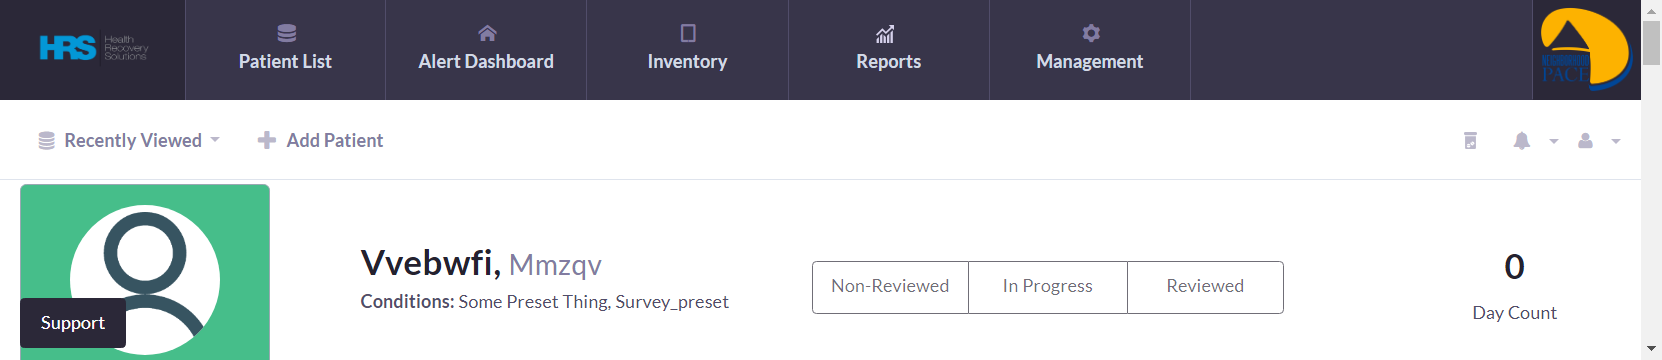 HRS Health Recovery Solutions
Patient List
Alert Dashboard
Inventory
Reports
Management
PACE
Recently Viewed
Add Patient
Vvebwfi, Mmzqv
Conditions: Some Preset Thing, Survey_preset
Non-Reviewed
In Progress
Reviewed
0
Day Count
Support